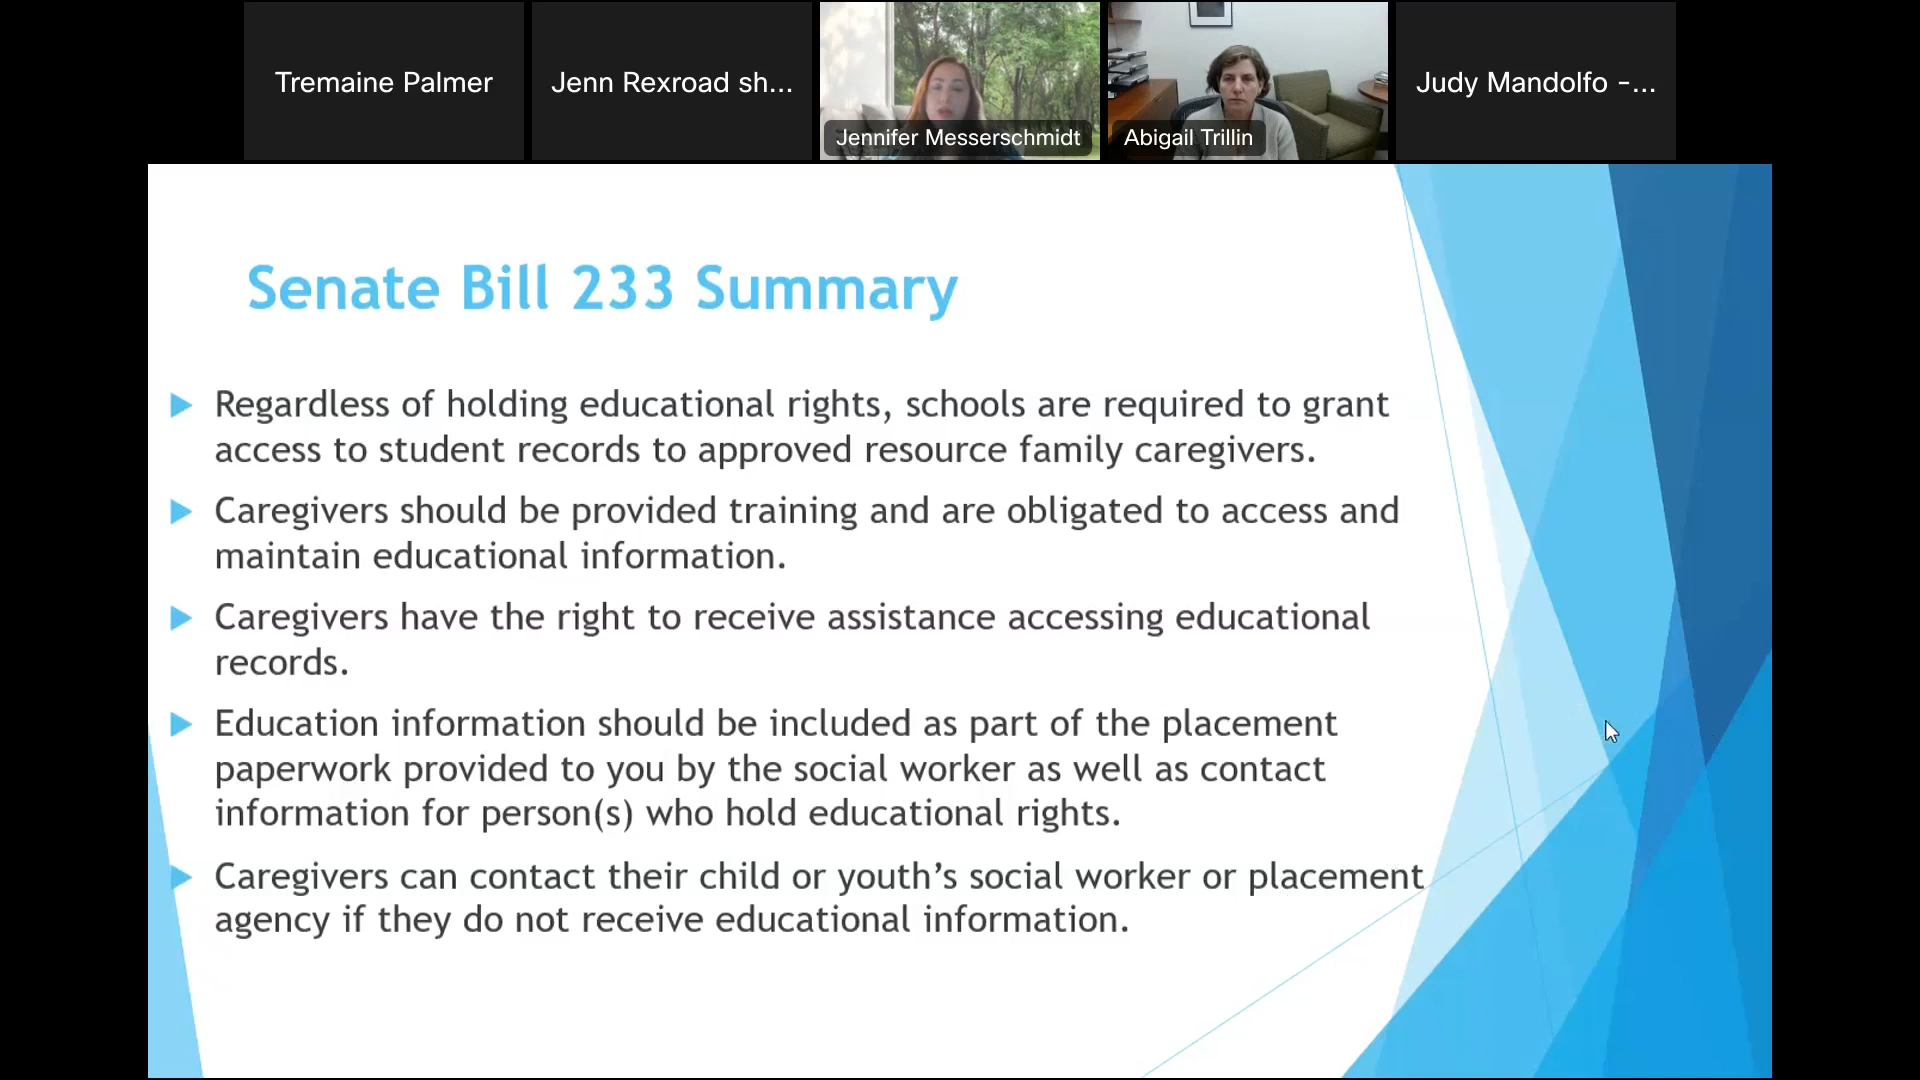 Tremaine Palmer
Jenn Rexroad sh...
Jennifer Messerschmidt
Abigail Trillin
Judy Mandolfo -...
Senate Bill 233 Summary
Regardless of holding educational rights, schools are required to grant
access to student records to approved resource family caregivers.
Caregivers should be provided training and are obligated to access and
maintain educational information.
Caregivers have the right to receive assistance accessing educational
records.
Education information should be included as part of the placement
paperwork provided to you by the social worker as well as contact
information for person(s) who hold educational rights.
Caregivers can contact their child or youth’s social worker or placement
agency if they do not receive educational information.